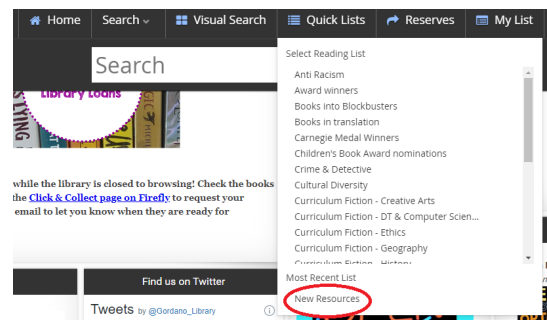 Home
Search
Visual Search
Quick Lists
Reserves
My List
Search
Select Reading List
Anti Racism
Award winners
Books into Blockbusters
Books in translation
Carnegie Medal Winners
Children's Book Award nominations
Crime & Detective
Cultural Diversity
Curriculum Fiction - Creative Arts
Curriculum Fiction - DT & Computer Scien...
Curriculum Fiction - Ethics
Curriculum Fiction - Geography
Curriculum Fiction - History
Most Recent List
New Resources
Library Loans
while the library is closed to browsing! Check the books
the Click & Collect page on Firefly to request your
email to let you know when they are ready for
Find us on Twitter
Tweets by @Gordano_Library